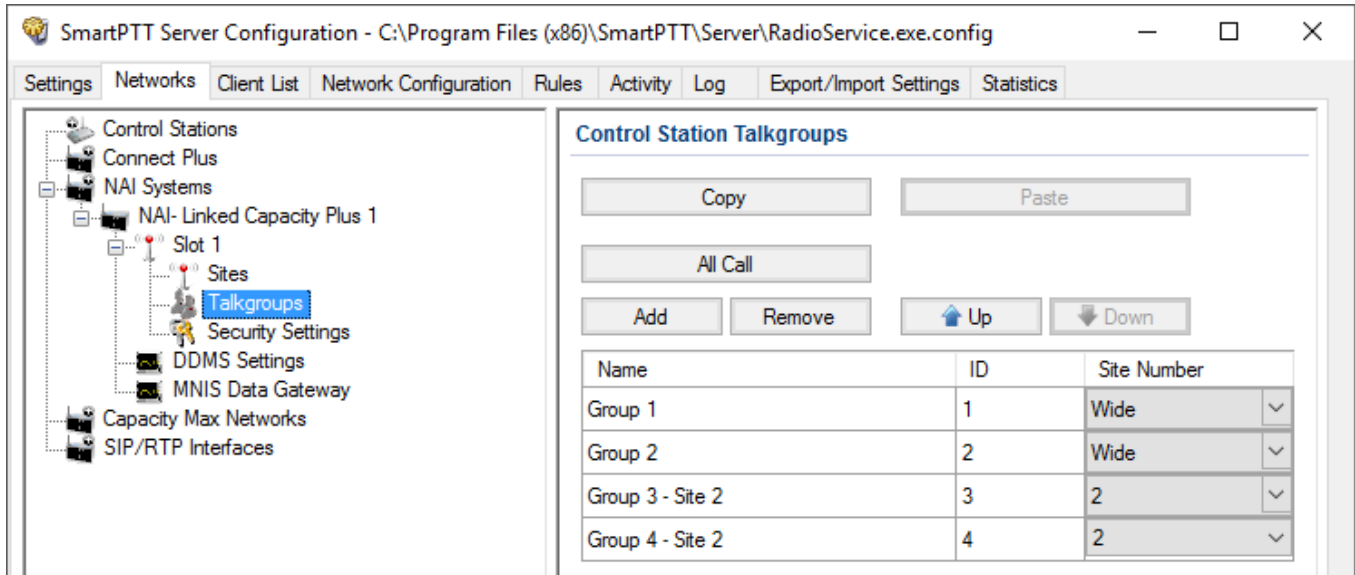 SmartPTT Server Configuration - C:\Program Files (x86)\SmartPTT\Server\RadioService.exe.config
Settings Networks Client List Network Configuration Rules Activity Log Export/Import Settings Statistics
Control Stations
Connect Plus
NAI Systems
NAI- Linked Capacity Plus 1
Slot 1
Sites
Talkgroups
Security Settings
DDMS Settings
MNIS Data Gateway
Capacity Max Networks
SIP/RTP Interfaces
Control Station Talkgroups
Copy Paste
All Call
Add Remove Up Down
Name ID Site Number
Group 1 1 Wide
Group 2 2 Wide
Group 3 - Site 2 3 2
Group 4 - Site 2 4 2